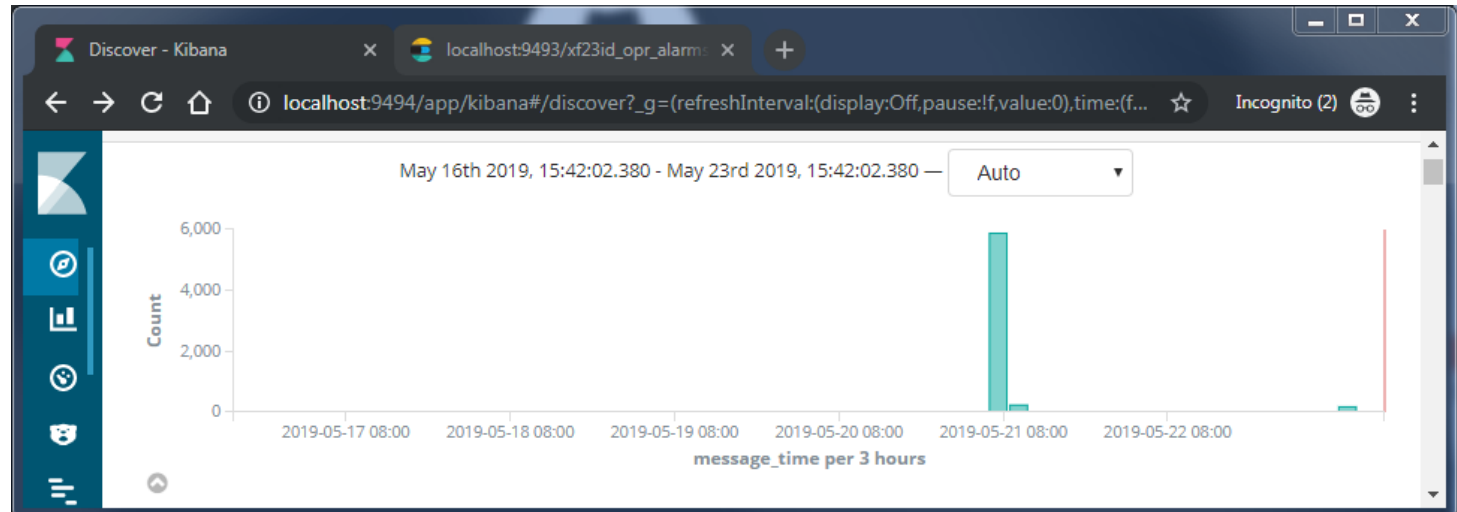 Discover - Kibana
localhost:9493/xf23id_opr_alarms
localhost:9494/app/kibana#/discover?_g=(refreshInterval:(display:Off,pause:!f,value:0),time:(f...
Incognito (2)
May 16th 2019, 15:42:02.380 - May 23rd 2019, 15:42:02.380 —
Auto
6,000
4,000
2,000
0
Count
2019-05-17 08:00
2019-05-18 08:00
2019-05-19 08:00
2019-05-20 08:00
2019-05-21 08:00
2019-05-22 08:00
message_time per 3 hours